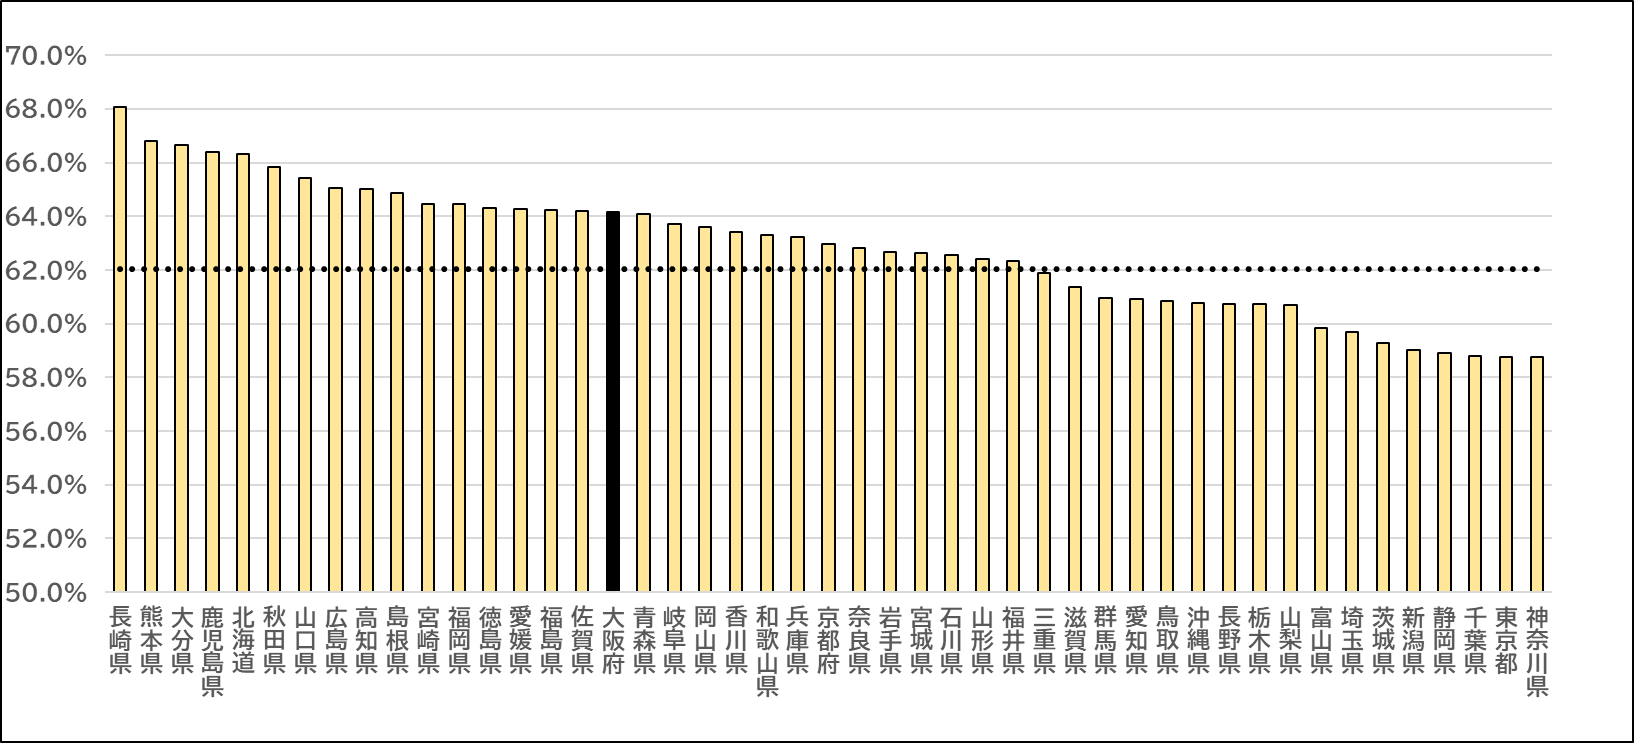 70.0%
68.0%
66.0%
64.0%
62.0%
60.0%
58.0%
56.0%
54.0%
52.0%
50.0%
長崎県
熊本県
大分県
鹿児島県
北海道
秋田県
山口県
広島県
高知県
島根県
宮崎県
福岡県
徳島県
愛媛県
福島県
佐賀県
大阪府
青森県
岐阜県
岡山県
香川県
和歌山県
兵庫県
京都府
奈良県
岩手県
宮城県
石川県
山形県
福井県
三重県
滋賀県
群馬県
愛知県
鳥取県
沖縄県
長野県
栃木県
山梨県
富山県
埼玉県
茨城県
新潟県
静岡県
千葉県
東京都
神奈川県